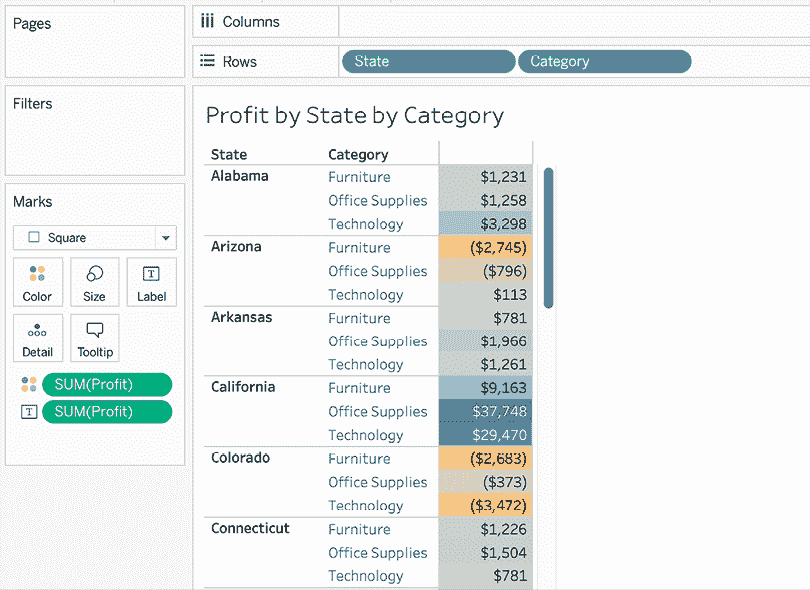 Pages
Columns
Rows State Category
Filters
Profit by State by Category
State Category
Alabama Furniture $1,231
Office Supplies $1,258
Technology $3,298
Arizona Furniture ($2,745)
Office Supplies ($796)
Technology $113
Arkansas Furniture $781
Office Supplies $1,966
Technology $1,261
California Furniture $9,163
Office Supplies $37,748
Technology $29,470
Colorado Furniture ($2,683)
Office Supplies ($373)
Technology ($3,472)
Connecticut Furniture $1,226
Office Supplies $1,504
Technology $781
Marks
Square
Color Size T Label
Detail Tooltip
SUM(Profit)
T SUM(Profit)